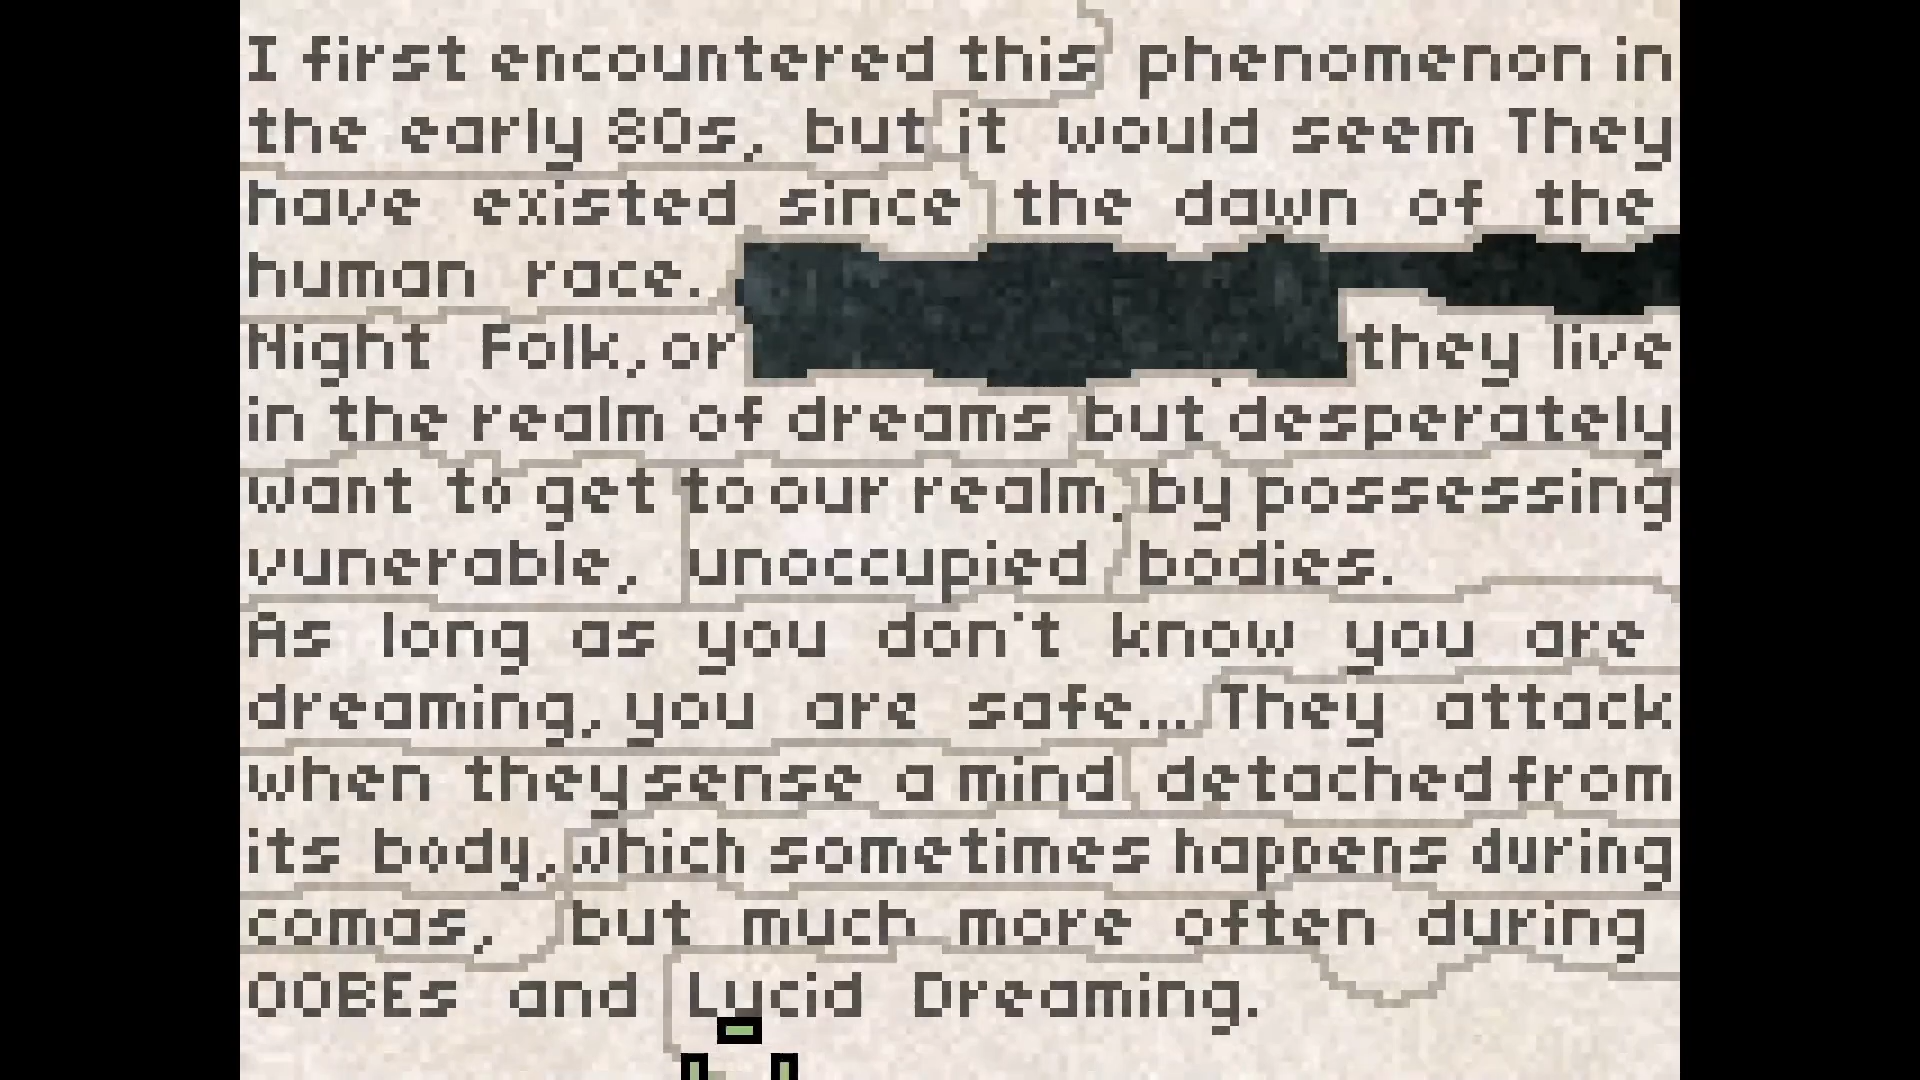 I first encountered this phenomenon in
the early 80s, but it would seem They
have existed since the dawn of the
human race.
Night Folk, or they live
in the realm of dreams but desperately
want to get to our realm, by possessing
vunerable, unoccupied bodies.
As long as you don't know you are
dreaming, you are safe... They attack
when they sense a mind detached from
its body, which sometimes happens during
comas, but much more often during
OOBEs and Lycid Dreaming.